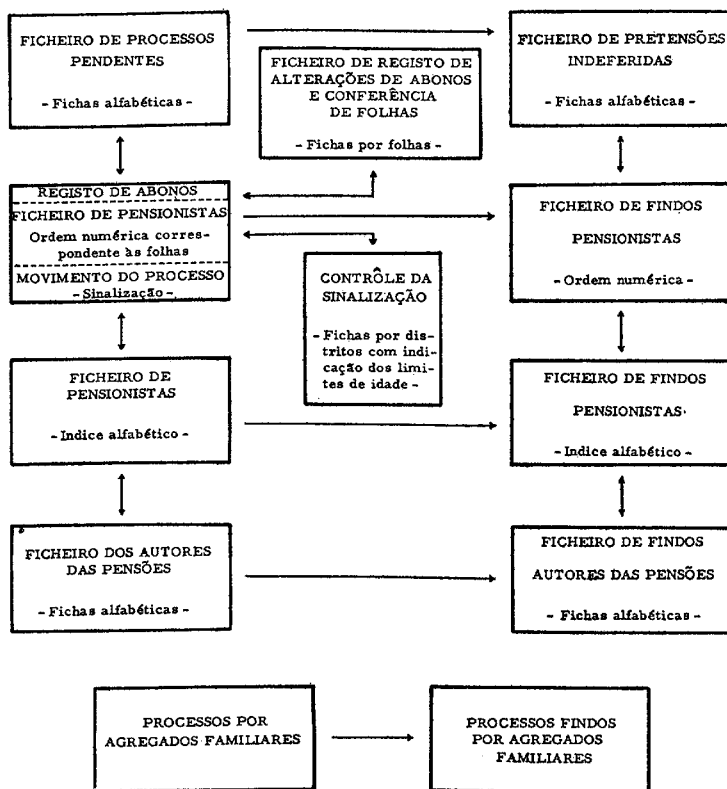 FICHEIRO DE PROCESSOS
PENDENTES
- Fichas alfabéticas -
FICHEIRO DE REGISTO DE
ALTERAÇÕES DE ABONOS
E CONFERÊNCIA
DE FOLHAS
- Fichas por folhas -
FICHEIRO DE PRETENSÕES
INDEFERIDAS
- Fichas alfabéticas -
REGISTO DE ABONOS
FICHEIRO DE PENSIONISTAS
Ordem numérica corres-
pondente às folhas
MOVIMENTO DO PROCESSO
- Sinalização -
CONTRÔLE DA
SINALIZAÇÃO
- Fichas por dis-
tritos com indi-
cação dos limi-
tes de idade -
FICHEIRO DE FINDOS
PENSIONISTAS
- Ordem numérica -
FICHEIRO DE
PENSIONISTAS
- Indice alfabético -
FICHEIRO DE FINDOS
PENSIONISTAS
- Indice alfabético -
FICHEIRO DOS AUTORES
DAS PENSÕES
- Fichas alfabéticas -
FICHEIRO DE FINDOS
AUTORES DAS PENSÕES
- Fichas alfabéticas -
PROCESSOS POR
AGREGADOS FAMILIARES
PROCESSOS FINDOS
POR AGREGADOS
FAMILIARES